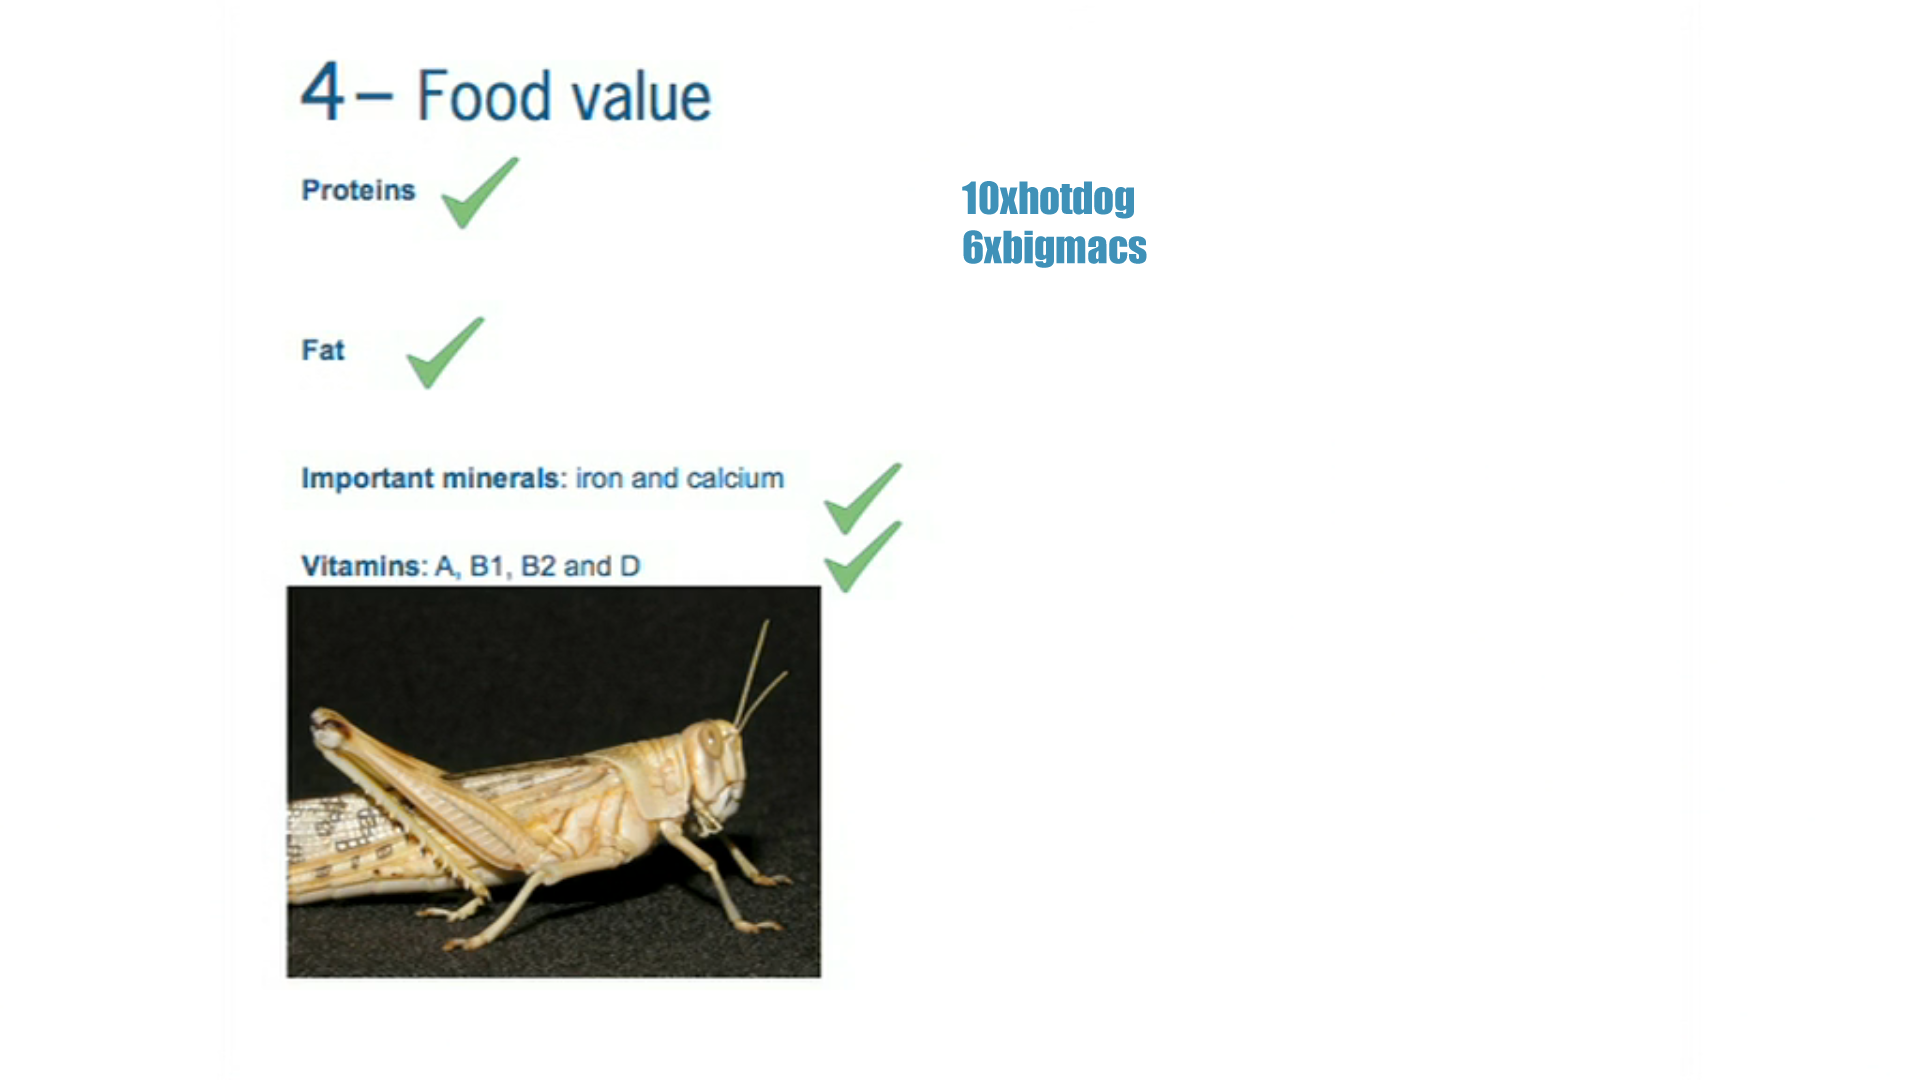 4– Food value
Proteins
10xhotdog
6xbigmacs
Fat
Important minerals: iron and calcium
Vitamins: A, B1, B2 and D